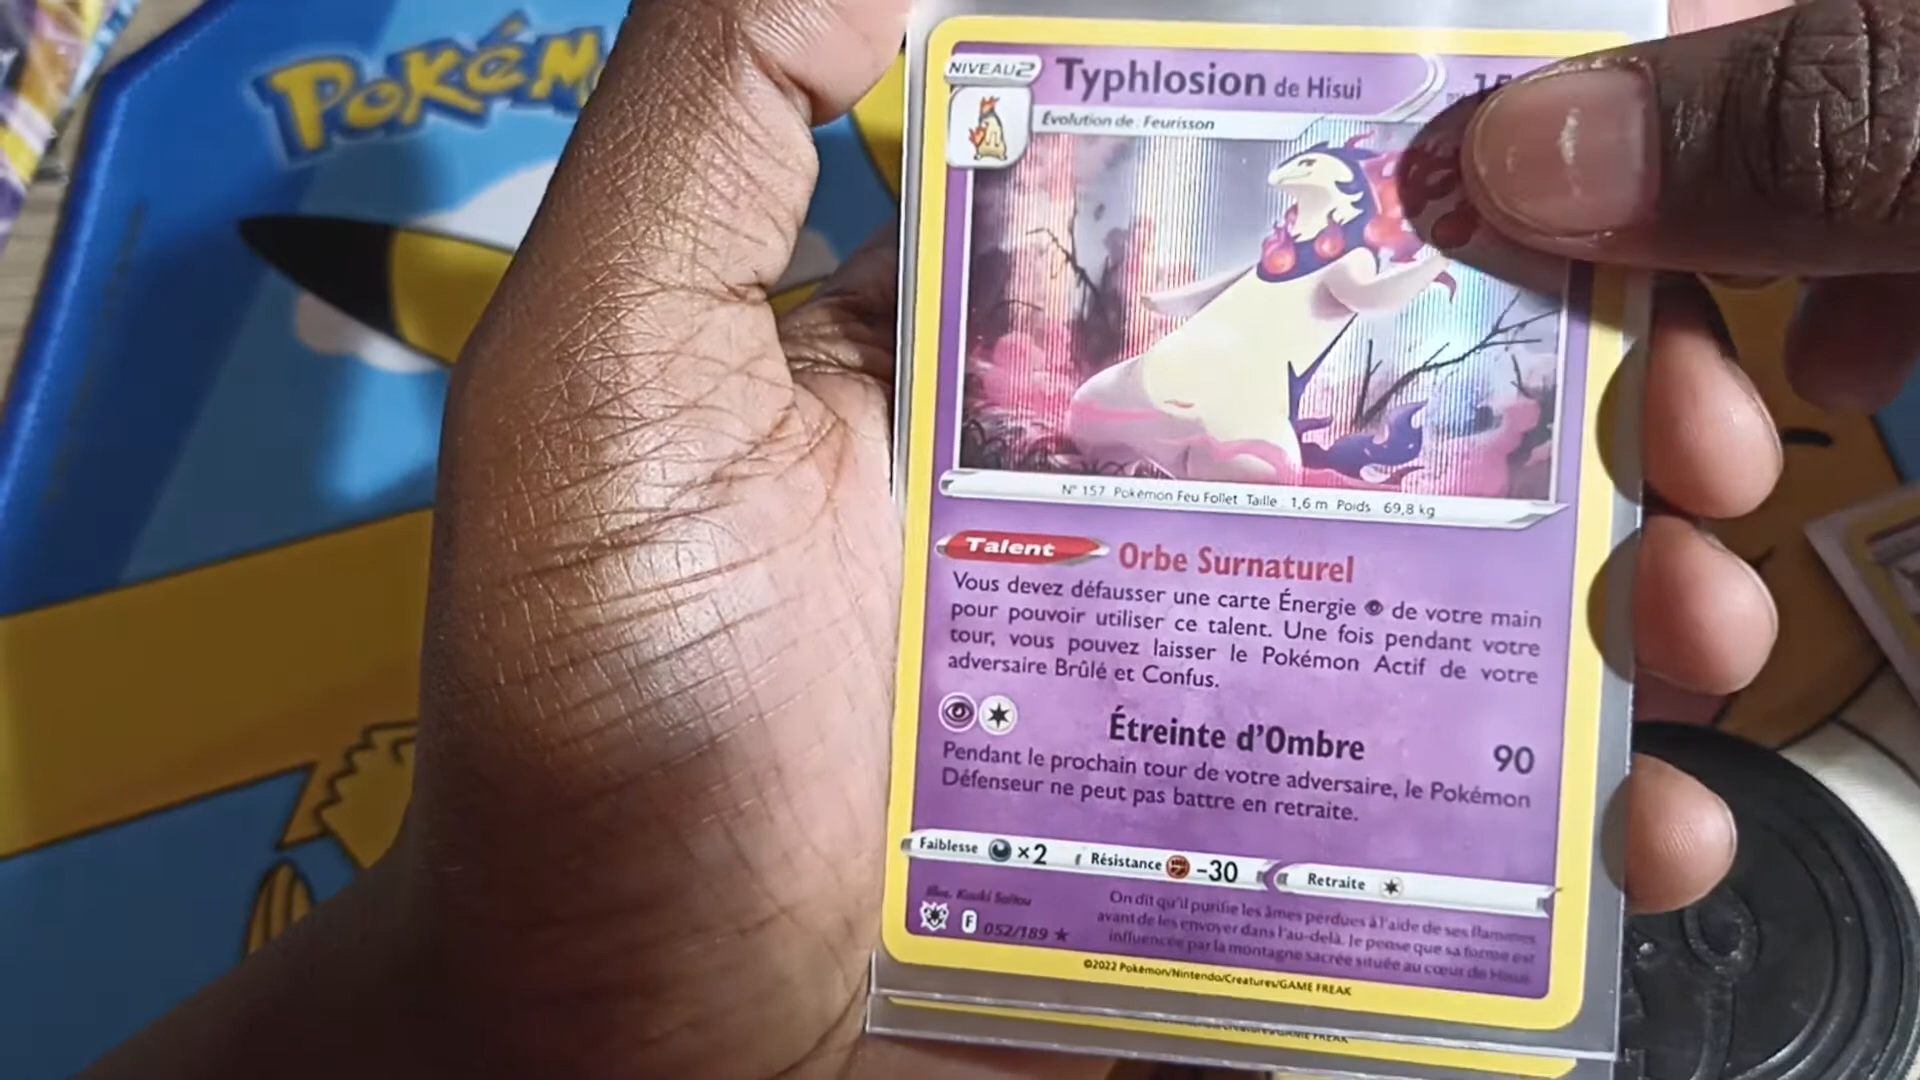 POKÉM
NIVEAU2
Typhlosion de Hisui
Évolution de : Feurisson
N° 157 Pokémon Feu Follet Taille : 1,6 m Poids : 69,8 kg
Talent Orbe Surnaturel
Vous devez défausser une carte Énergie de votre main
pour pouvoir utiliser ce talent. Une fois pendant votre
tour, vous pouvez laisser le Pokémon Actif de votre
adversaire Brûlé et Confus.
Étreinte d'Ombre 90
Pendant le prochain tour de votre adversaire, le Pokémon
Défenseur ne peut pas battre en retraite.
Faiblesse ×2 Résistance -30 Retraite
Illus. Kouki Saitou
F 052/189 ★
On dit qu'il purifie les âmes perdues à l'aide de ses flammes
avant de les envoyer dans l'au-delà. Je pense que sa forme est
influencée par la montagne sacrée située au cœur de Hisui.
©2022 Pokémon/Nintendo/Creatures/GAME FREAK